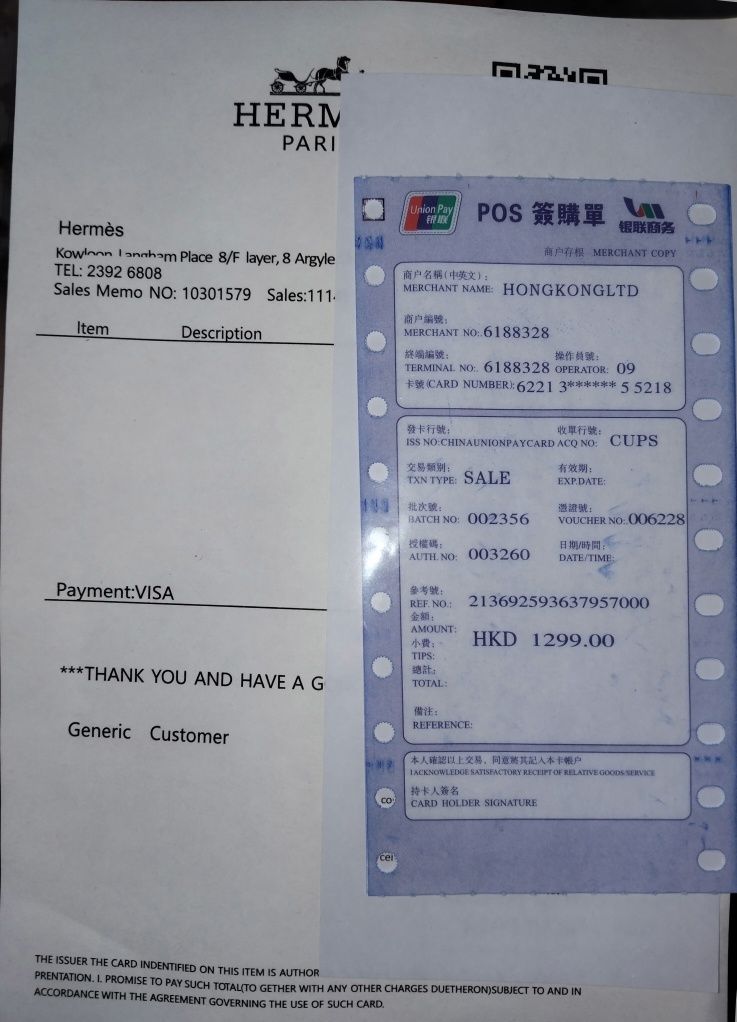 HERM
PARI
Hermès
Kowloon Langham Place 8/F layer, 8 Argyle
TEL: 2392 6808
Sales Memo NO: 10301579 Sales:111
Item Description
Payment:VISA
***THANK YOU AND HAVE A G
Generic Customer
THE ISSUER THE CARD INDENTIFIED ON THIS ITEM IS AUTHOR
PRENTATION. I. PROMISE TO PAY SUCH TOTAL(TO GETHER WITH ANY OTHER CHARGES DUETHERON)SUBJECT TO AND IN
ACCORDANCE WITH THE AGREEMENT GOVERNING THE USE OF SUCH CARD.
UnionPay
银联
POS 簽購單
银联商务
商户存根 MERCHANT COPY
商户名稱(中英文):
MERCHANT NAME: HONGKONGLTD
商户編號:
MERCHANT NO:.6188328
終端編號: 操作員號:
TERMINAL NO:. 6188328 OPERATOR: 09
卡號(CARD NUMBER):6221 3****** 5 5218
發卡行號: 收單行號:
ISS NO:CHINAUNIONPAYCARD ACQ NO: CUPS
交易類别: 有效期:
TXN TYPE: SALE EXP.DATE:
批次號: 憑證號:
BATCH NO: 002356 VOUCHER NO:.006228
授權碼: 日期/時間:
AUTH. NO: 003260 DATE/TIME:
參考號:
REF. NO.: 213692593637957000
金額:
AMOUNT: HKD 1299.00
小費:
TIPS:
總計:
TOTAL:
備注:
REFERENCE:
本人確認以上交易，同意將其記入本卡帳户
I ACKNOWLEDGE SATISFACTORY RECEIPT OF RELATIVE GOODS/SERVICE
持卡人簽名
CARD HOLDER SIGNATURE
co
cei